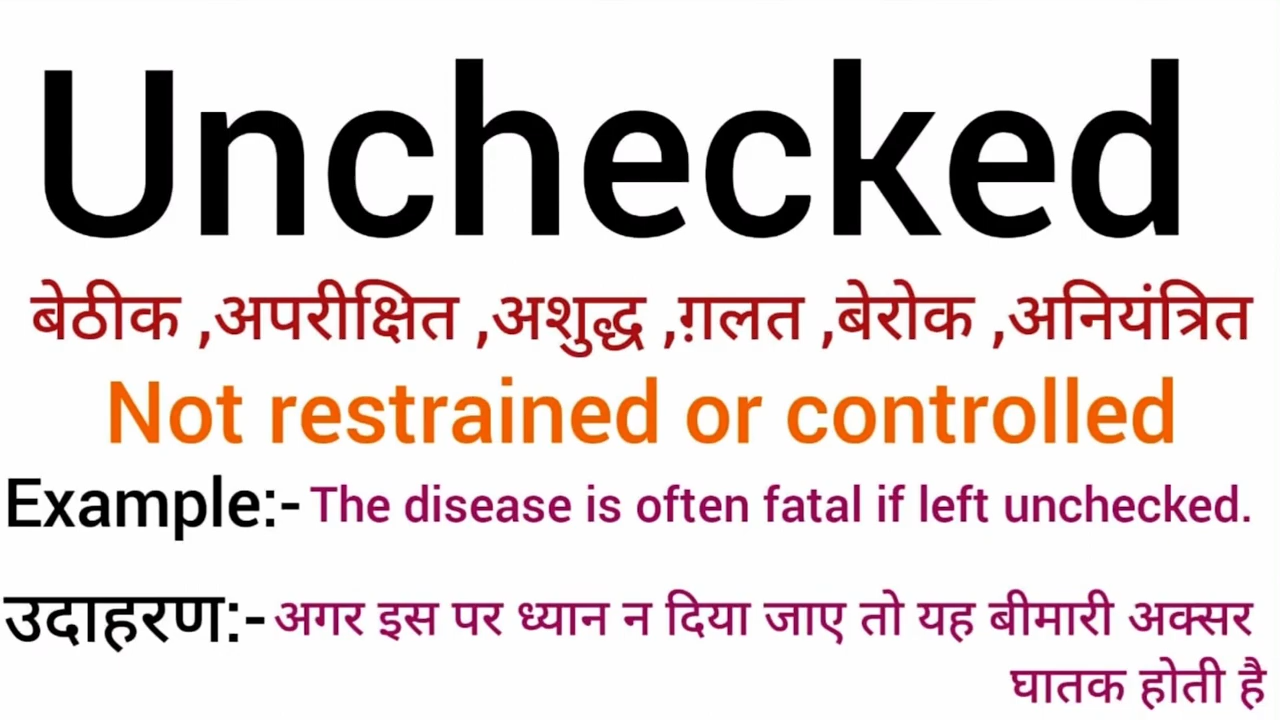 Unchecked
बेठीक ,अपरीक्षित ,अशुद्ध ,ग़लत ,बेरोक ,अनियंत्रित
Not restrained or controlled
Example:- The disease is often fatal if left unchecked.
उदाहरण:- अगर इस पर ध्यान न दिया जाए तो यह बीमारी अक्सर
घातक होती है